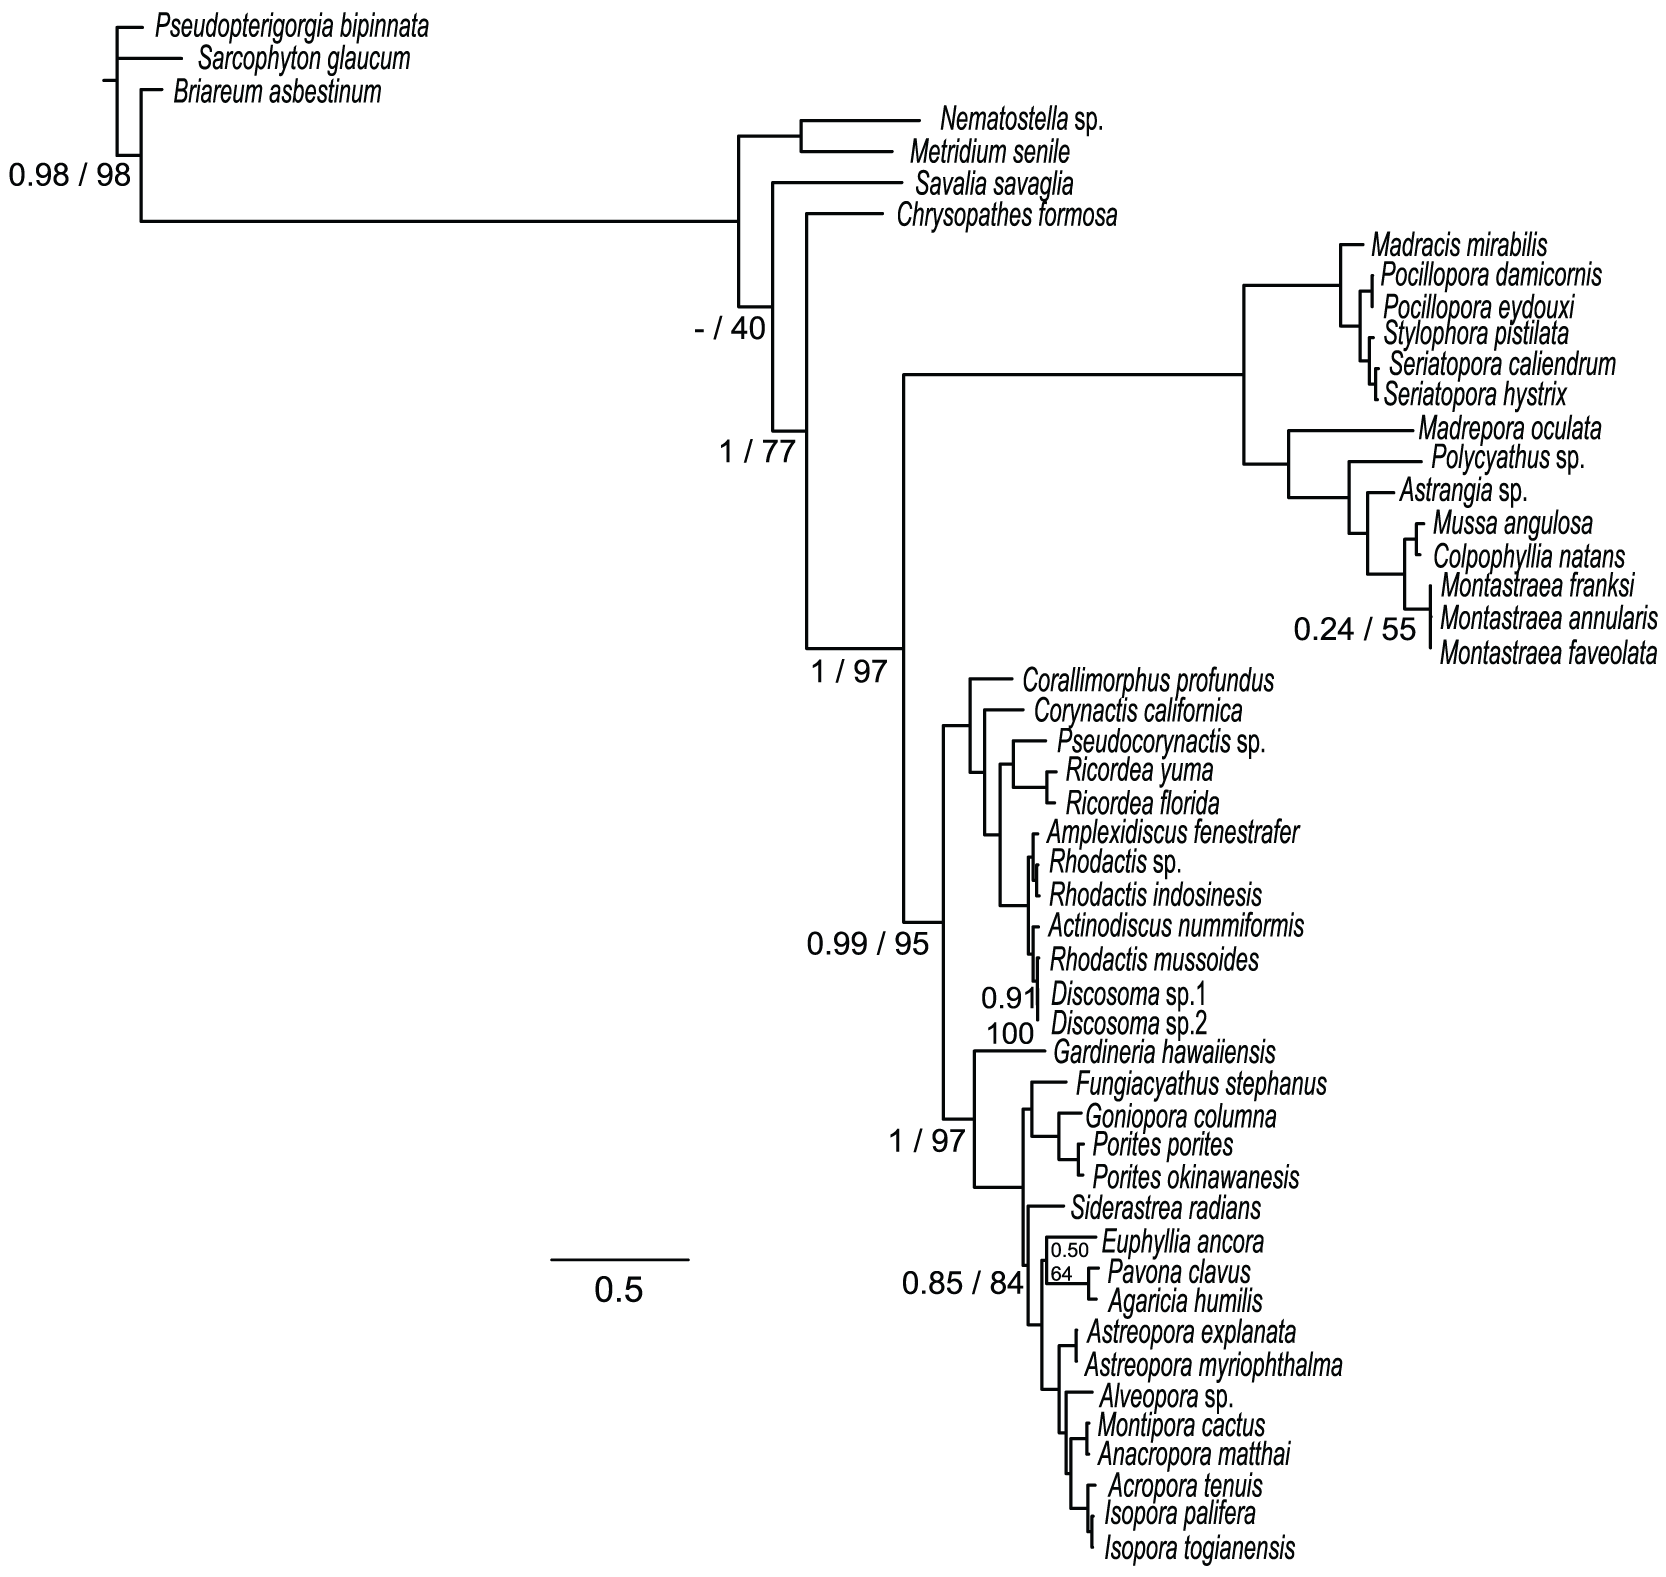 Pseudopterigorgia bipinnata
Sarcophyton glaucum
Briareum asbestinum
0.98 / 98
Nematostella sp.
Metridium senile
Savalia savaglia
Chrysopathes formosa
- / 40
1 / 77
1 / 97
Madracis mirabilis
Pocillopora damicornis
Pocillopora eydouxi
Stylophora pistilata
Seriatopora caliendrum
Seriatopora hystrix
Madrepora oculata
Polycyathus sp.
Astrangia sp.
Mussa angulosa
Colpophyllia natans
Montastraea franksi
Montastraea annularis
0.24 / 55
Montastraea faveolata
Corallimorphus profundus
Corynactis californica
Pseudocorynactis sp.
Ricordea yuma
Ricordea florida
Amplexidiscus fenestrafer
Rhodactis sp.
Rhodactis indosinesis
Actinodiscus nummiformis
0.99 / 95
Rhodactis mussoides
0.91
Discosoma sp.1
Discosoma sp.2
100
Gardineria hawaiiensis
Fungiacyathus stephanus
Goniopora columna
1 / 97
Porites porites
Porites okinawanesis
Siderastrea radians
Euphyllia ancora
0.50
64
Pavona clavus
0.85 / 84
Agaricia humilis
0.5
Astreopora explanata
Astreopora myriophthalma
Alveopora sp.
Montipora cactus
Anacropora matthai
Acropora tenuis
Isopora palifera
Isopora togianensis